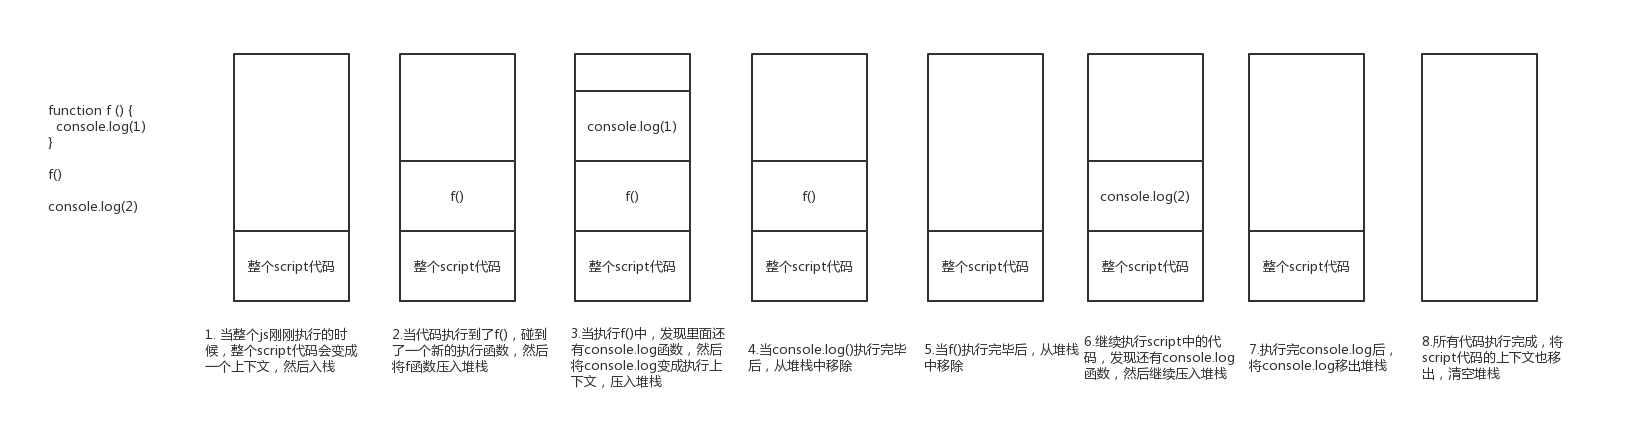 function f () {
console.log(1)
}
f()
console.log(2)
整个script代码
1. 当整个js刚刚执行的时
候，整个script代码会变成
一个上下文，然后入栈
f()
整个script代码
2.当代码执行到了f()，碰到
了一个新的执行函数，然后
将f函数压入堆栈
console.log(1)
f()
整个script代码
3.当执行f()中，发现里面还
有console.log函数，然后
将console.log变成执行上
下文，压入堆栈
f()
整个script代码
4.当console.log()执行完毕
后，从堆栈中移除
整个script代码
5.当f()执行完毕后，从堆栈
中移除
console.log(2)
整个script代码
6.继续执行script中的代
码，发现还有console.log
函数，然后继续压入堆栈
整个script代码
7.执行完console.log后，
将console.log移出堆栈
8.所有代码执行完成，将
script代码的上下文也移
出，清空堆栈